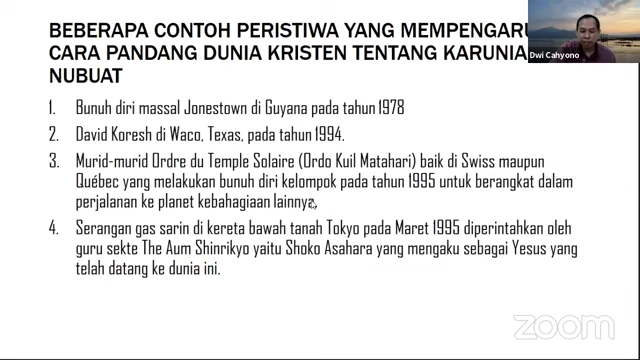 BEBERAPA CONTOH PERISTIWA YANG MEMPENGARU
CARA PANDANG DUNIA KRISTEN TENTANG KARUNIA
NUBUAT
Dwi Cahyono
1. Bunuh diri massal Jonestown di Guyana pada tahun 1978
2. David Koresh di Waco, Texas, pada tahun 1994.
3. Murid-murid Ordre du Temple Solaire (Ordo Kuil Matahari) baik di Swiss maupun
Québec yang melakukan bunuh diri kelompok pada tahun 1995 untuk berangkat dalam
perjalanan ke planet kebahagiaan lainnya,
4. Serangan gas sarin di kereta bawah tanah Tokyo pada Maret 1995 diperintahkan oleh
guru sekte The Aum Shinrikyo yaitu Shoko Asahara yang mengaku sebagai Yesus yang
telah datang ke dunia ini.
zoom